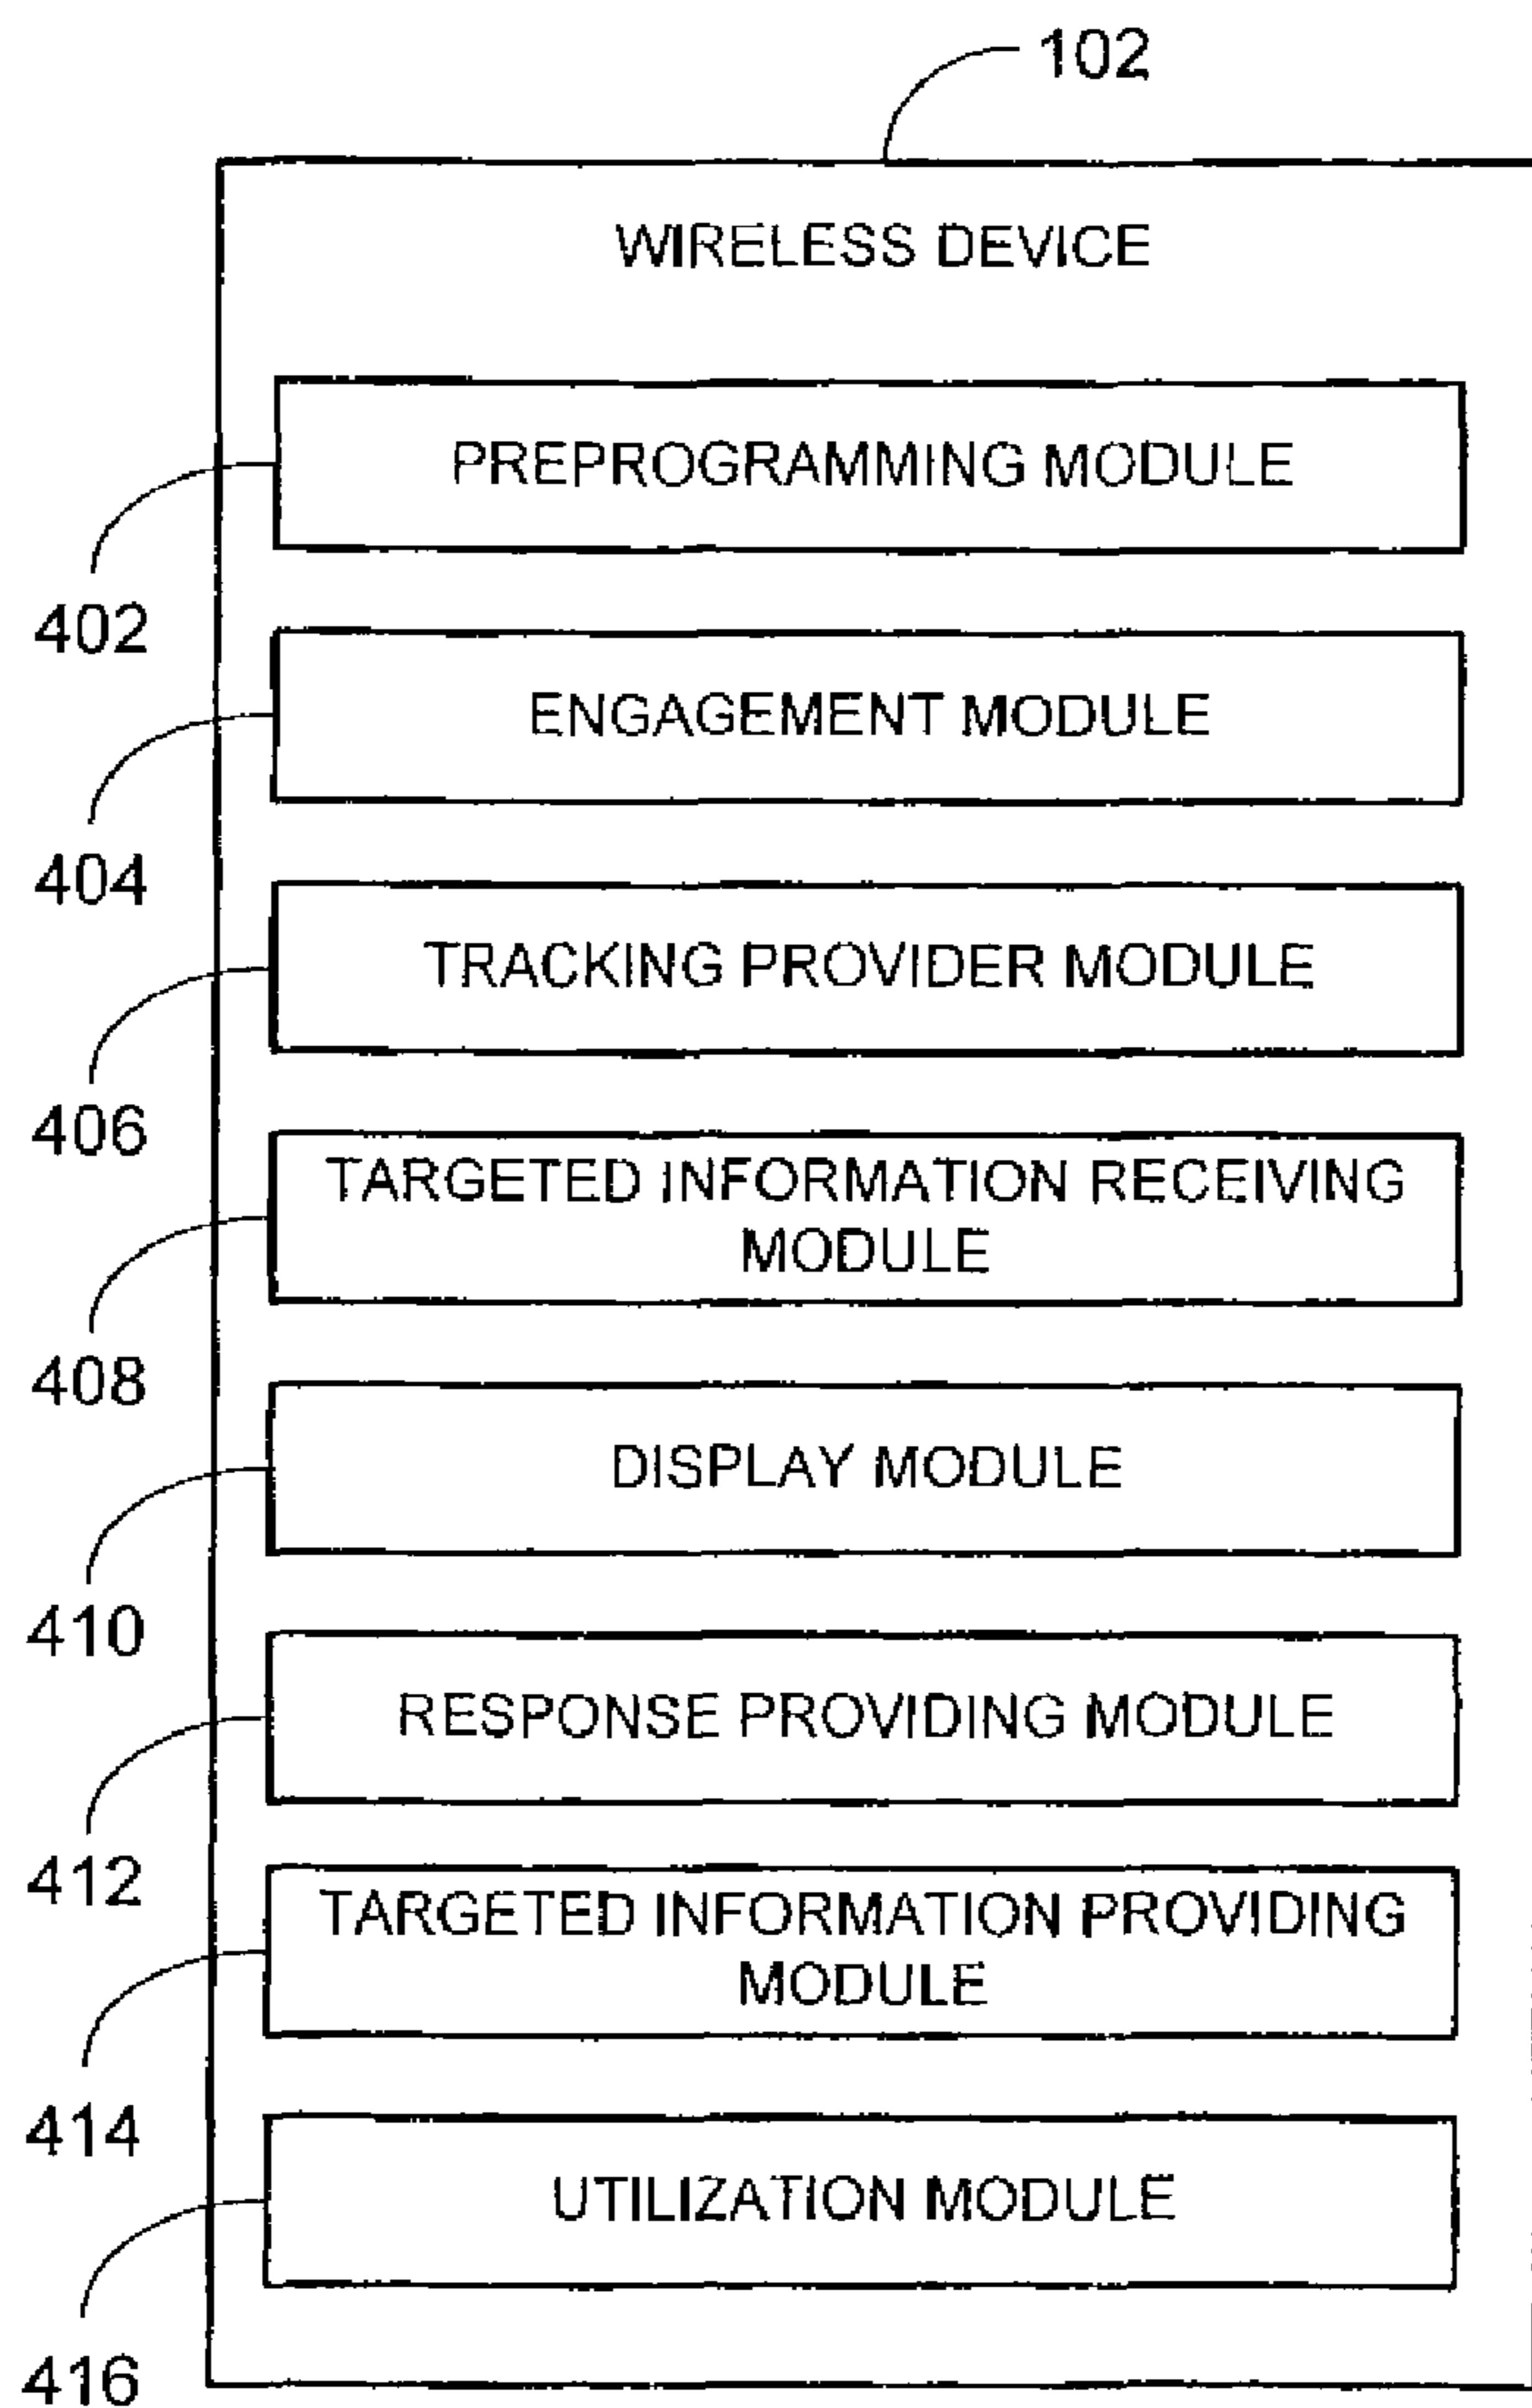 102
WIRELESS DEVICE
PREPROGRAMMING MODULE
402
ENGAGEMENT MODULE
404
TRACKING PROVIDER MODULE
406
TARGETED INFORMATION RECEIVING
MODULE
408
DISPLAY MODULE
410
RESPONSE PROVIDING MODULE
412
TARGETED INFORMATION PROVIDING
MODULE
414
UTILIZATION MODULE
416